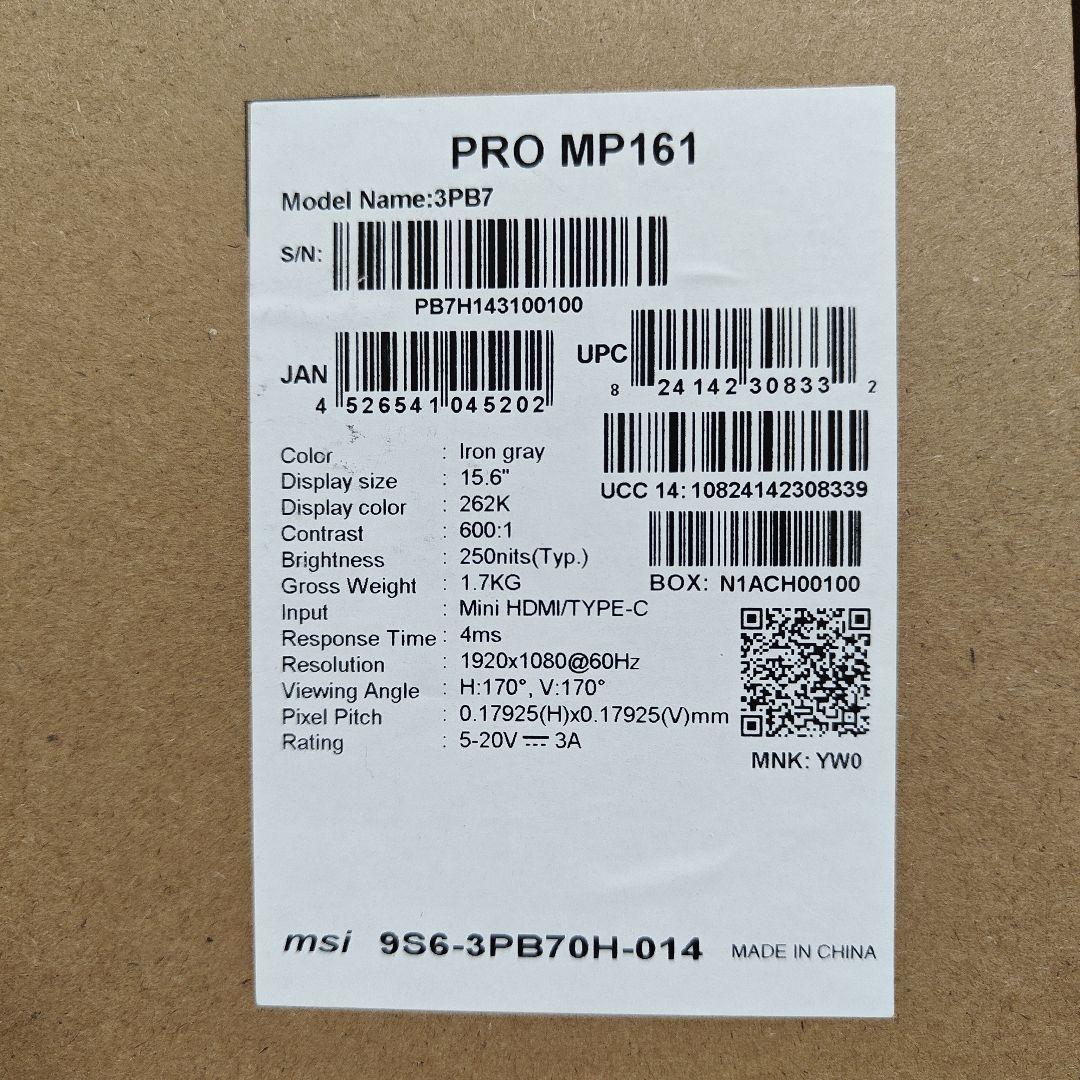 PRO MP161
Model Name:3PB7
S/N:
PB7H143100100
JAN
4 526541 045202
UPC
8 24142 30833 2
UCC 14: 10824142308339
BOX: N1ACH00100
MNK: YW0
Color : Iron gray
Display size : 15.6"
Display color : 262K
Contrast : 600:1
Brightness : 250nits(Typ.)
Gross Weight : 1.7KG
Input : Mini HDMI/TYPE-C
Response Time : 4ms
Resolution : 1920x1080@60Hz
Viewing Angle : H:170°, V:170°
Pixel Pitch : 0.17925(H)x0.17925(V)mm
Rating : 5-20V ⎓ 3A
msi 9S6-3PB70H-014 MADE IN CHINA